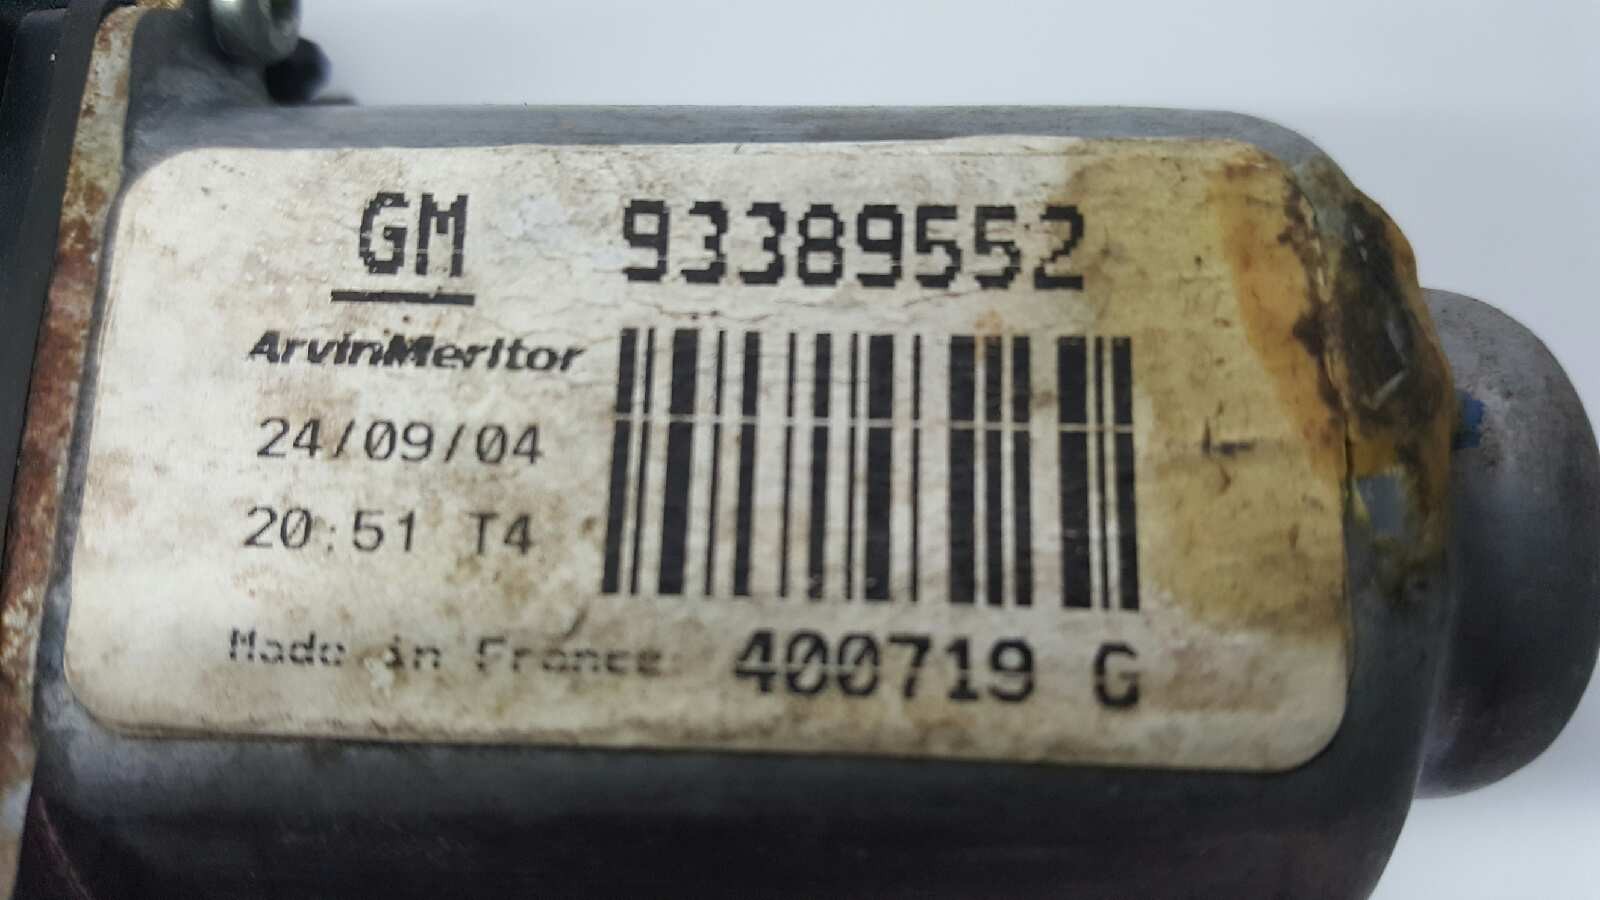 GM 93389552
ArvinMeritor
24/09/04
20:51 T4
Made in France 400719 G